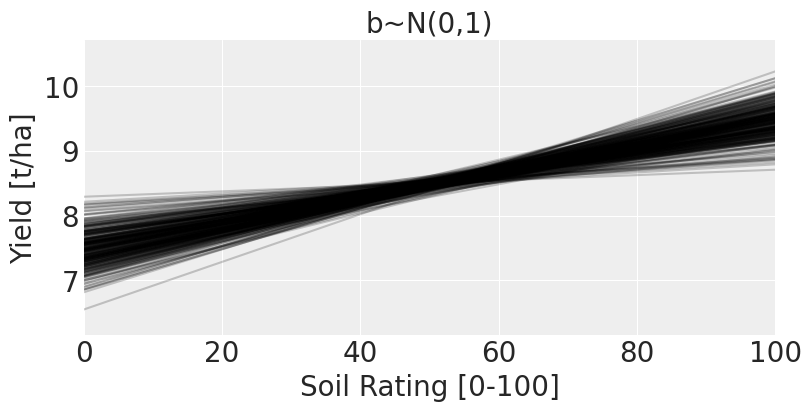 b~N(0,1)
10
9
8
7
Yield [t/ha]
0 20 40 60 80 100
Soil Rating [0-100]